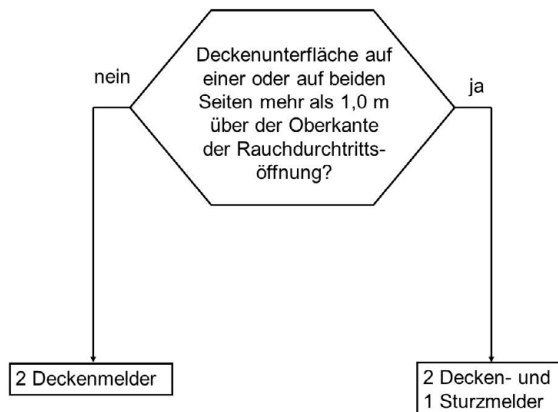 Deckenunterfläche auf
einer oder auf beiden
Seiten mehr als 1,0 m
über der Oberkante
der Rauchdurchtritts-
öffnung?
nein
ja
2 Deckenmelder
2 Decken- und
1 Sturzmelder